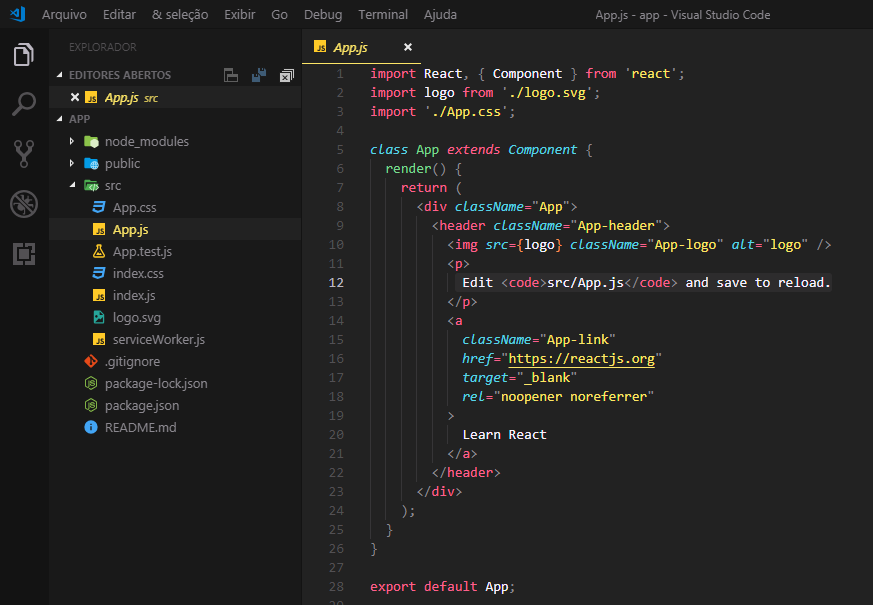 Arquivo Editar & seleção Exibir Go Debug Terminal Ajuda App.js - app - Visual Studio Code
EXPLORADOR
EDITORES ABERTOS
App.js src
APP
node_modules
public
src
App.css
App.js
App.test.js
index.css
index.js
logo.svg
serviceWorker.js
.gitignore
package-lock.json
package.json
README.md
App.js
1 import React, { Component } from 'react';
2 import logo from './logo.svg';
3 import './App.css';
4
5 class App extends Component {
6 render() {
7 return (
8 <div className="App">
9 <header className="App-header">
10 <img src={logo} className="App-logo" alt="logo" />
11 <p>
12 Edit <code>src/App.js</code> and save to reload.
13 </p>
14 <a
15 className="App-link"
16 href="https://reactjs.org"
17 target="_blank"
18 rel="noopener noreferrer"
19 >
20 Learn React
21 </a>
22 </header>
23 </div>
24 );
25 }
26 }
27
28 export default App;
29